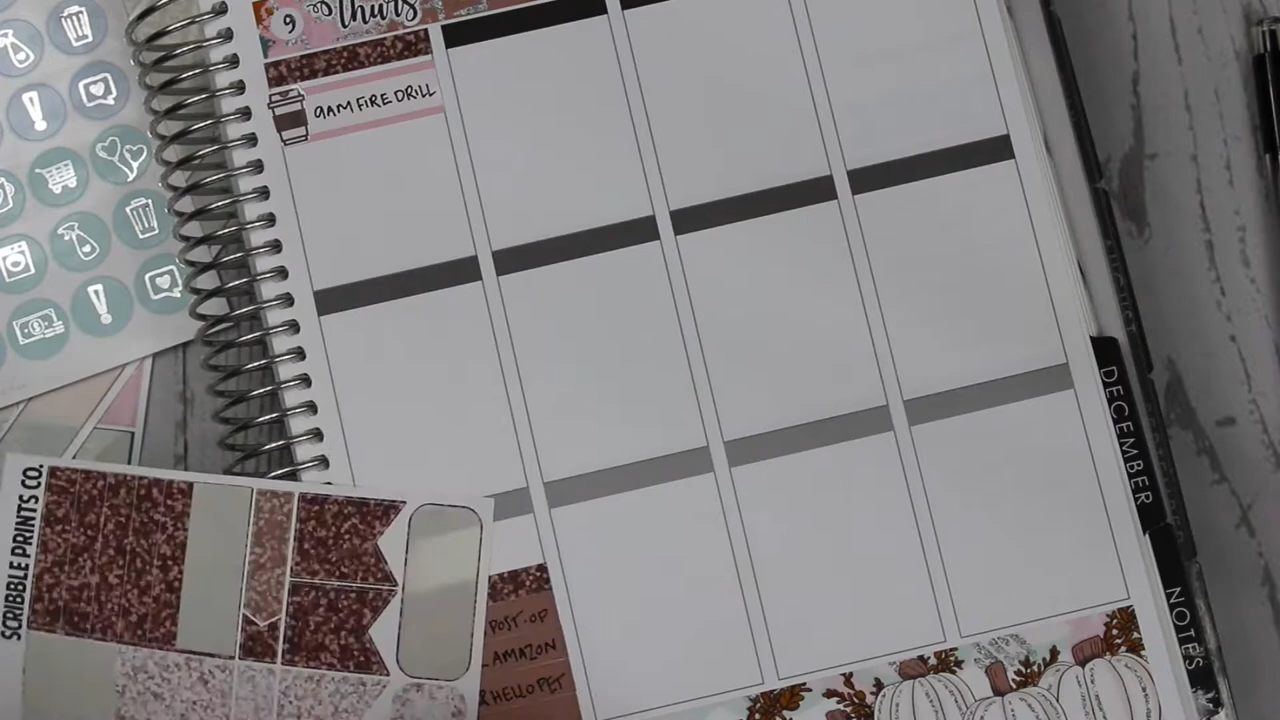 9
Thurs
9AM FIRE DRILL
DECEMBER
NOTES
SCRIBBLE PRINTS CO.
POST-OP
AMAZON
HELLO PET